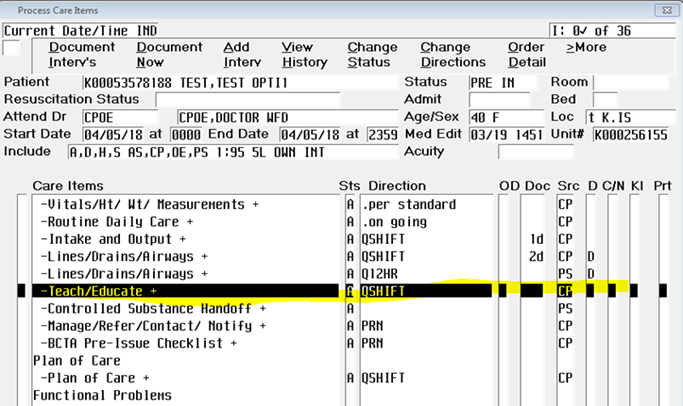 Process Care Items
Current Date/Time IND I: 0✓ of 36
Document Document Add View Change Change Order >More
Interv's Now Interv History Status Directions Detail
Patient K00053578188 TEST,TEST OPTI1 Status PRE IN Room
Resuscitation Status Admit Bed
Attend Dr CPOE CPOE,DOCTOR WFD Age/Sex 40 F Loc t K.IS
Start Date 04/05/18 at 0000 End Date 04/05/18 at 2359 Med Edit 03/19 1451 Unit# K000256155
Include A,D,H,S AS,CP,OE,PS 1:95 5L OWN INT Acuity
Care Items Sts Direction OD Doc Src D C/N KI Prt
-Vitals/Ht/ Wt/ Measurements + A .per standard CP
-Routine Daily Care + A .on going CP
-Intake and Output + A QSHIFT 1d CP
-Lines/Drains/Airways + A QSHIFT 2d CP D
-Lines/Drains/Airways + A Q12HR PS D
-Teach/Educate + A QSHIFT CP
-Controlled Substance Handoff + A PS
-Manage/Refer/Contact/ Notify + A PRN CP
-BCTA Pre-Issue Checklist + A PRN CP
Plan of Care
-Plan of Care + A QSHIFT CP
Functional Problems